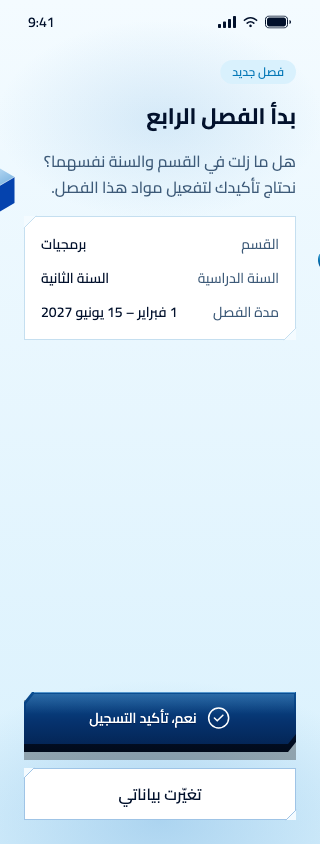 9:41
فصل جديد
بدأ الفصل الرابع
هل ما زلت في القسم والسنة نفسهما؟
نحتاج تأكيدك لتفعيل مواد هذا الفصل.
القسم برمجيات
السنة الدراسية السنة الثانية
مدة الفصل 1 فبراير – 15 يونيو 2027
نعم، تأكيد التسجيل
تغيّرت بياناتي